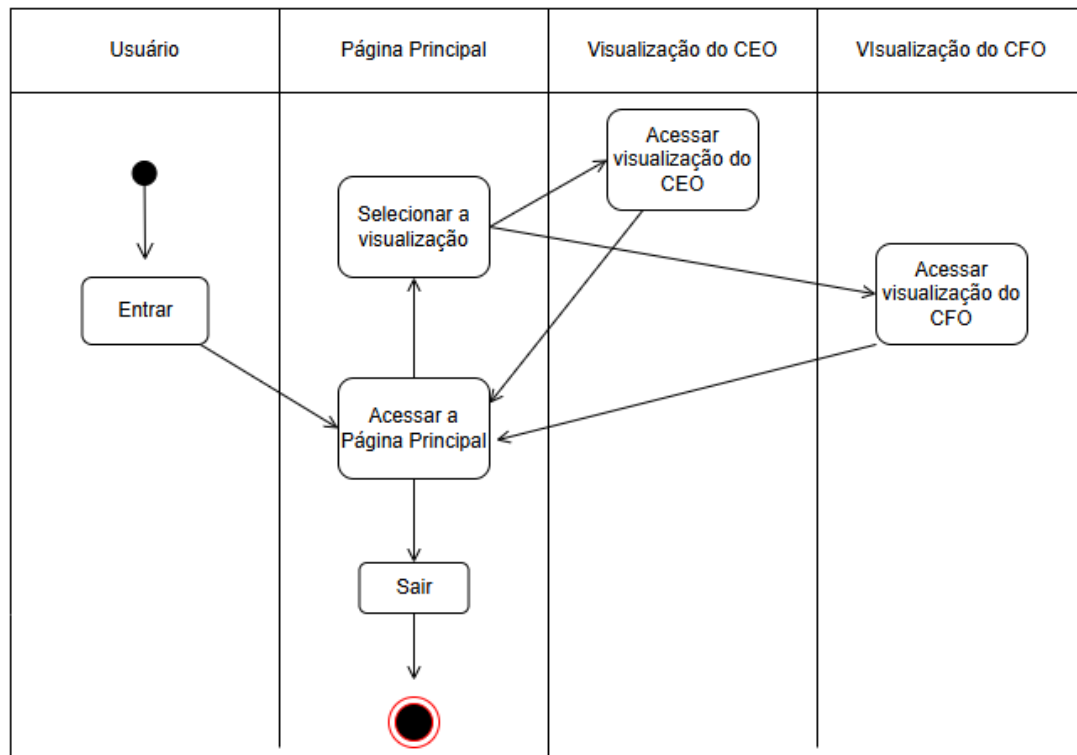 Usuário
Página Principal
Visualização do CEO
VIsualização do CFO
Acessar
visualização do
CEO
Selecionar a
visualização
Acessar
visualização do
CFO
Entrar
Acessar a
Página Principal
Sair